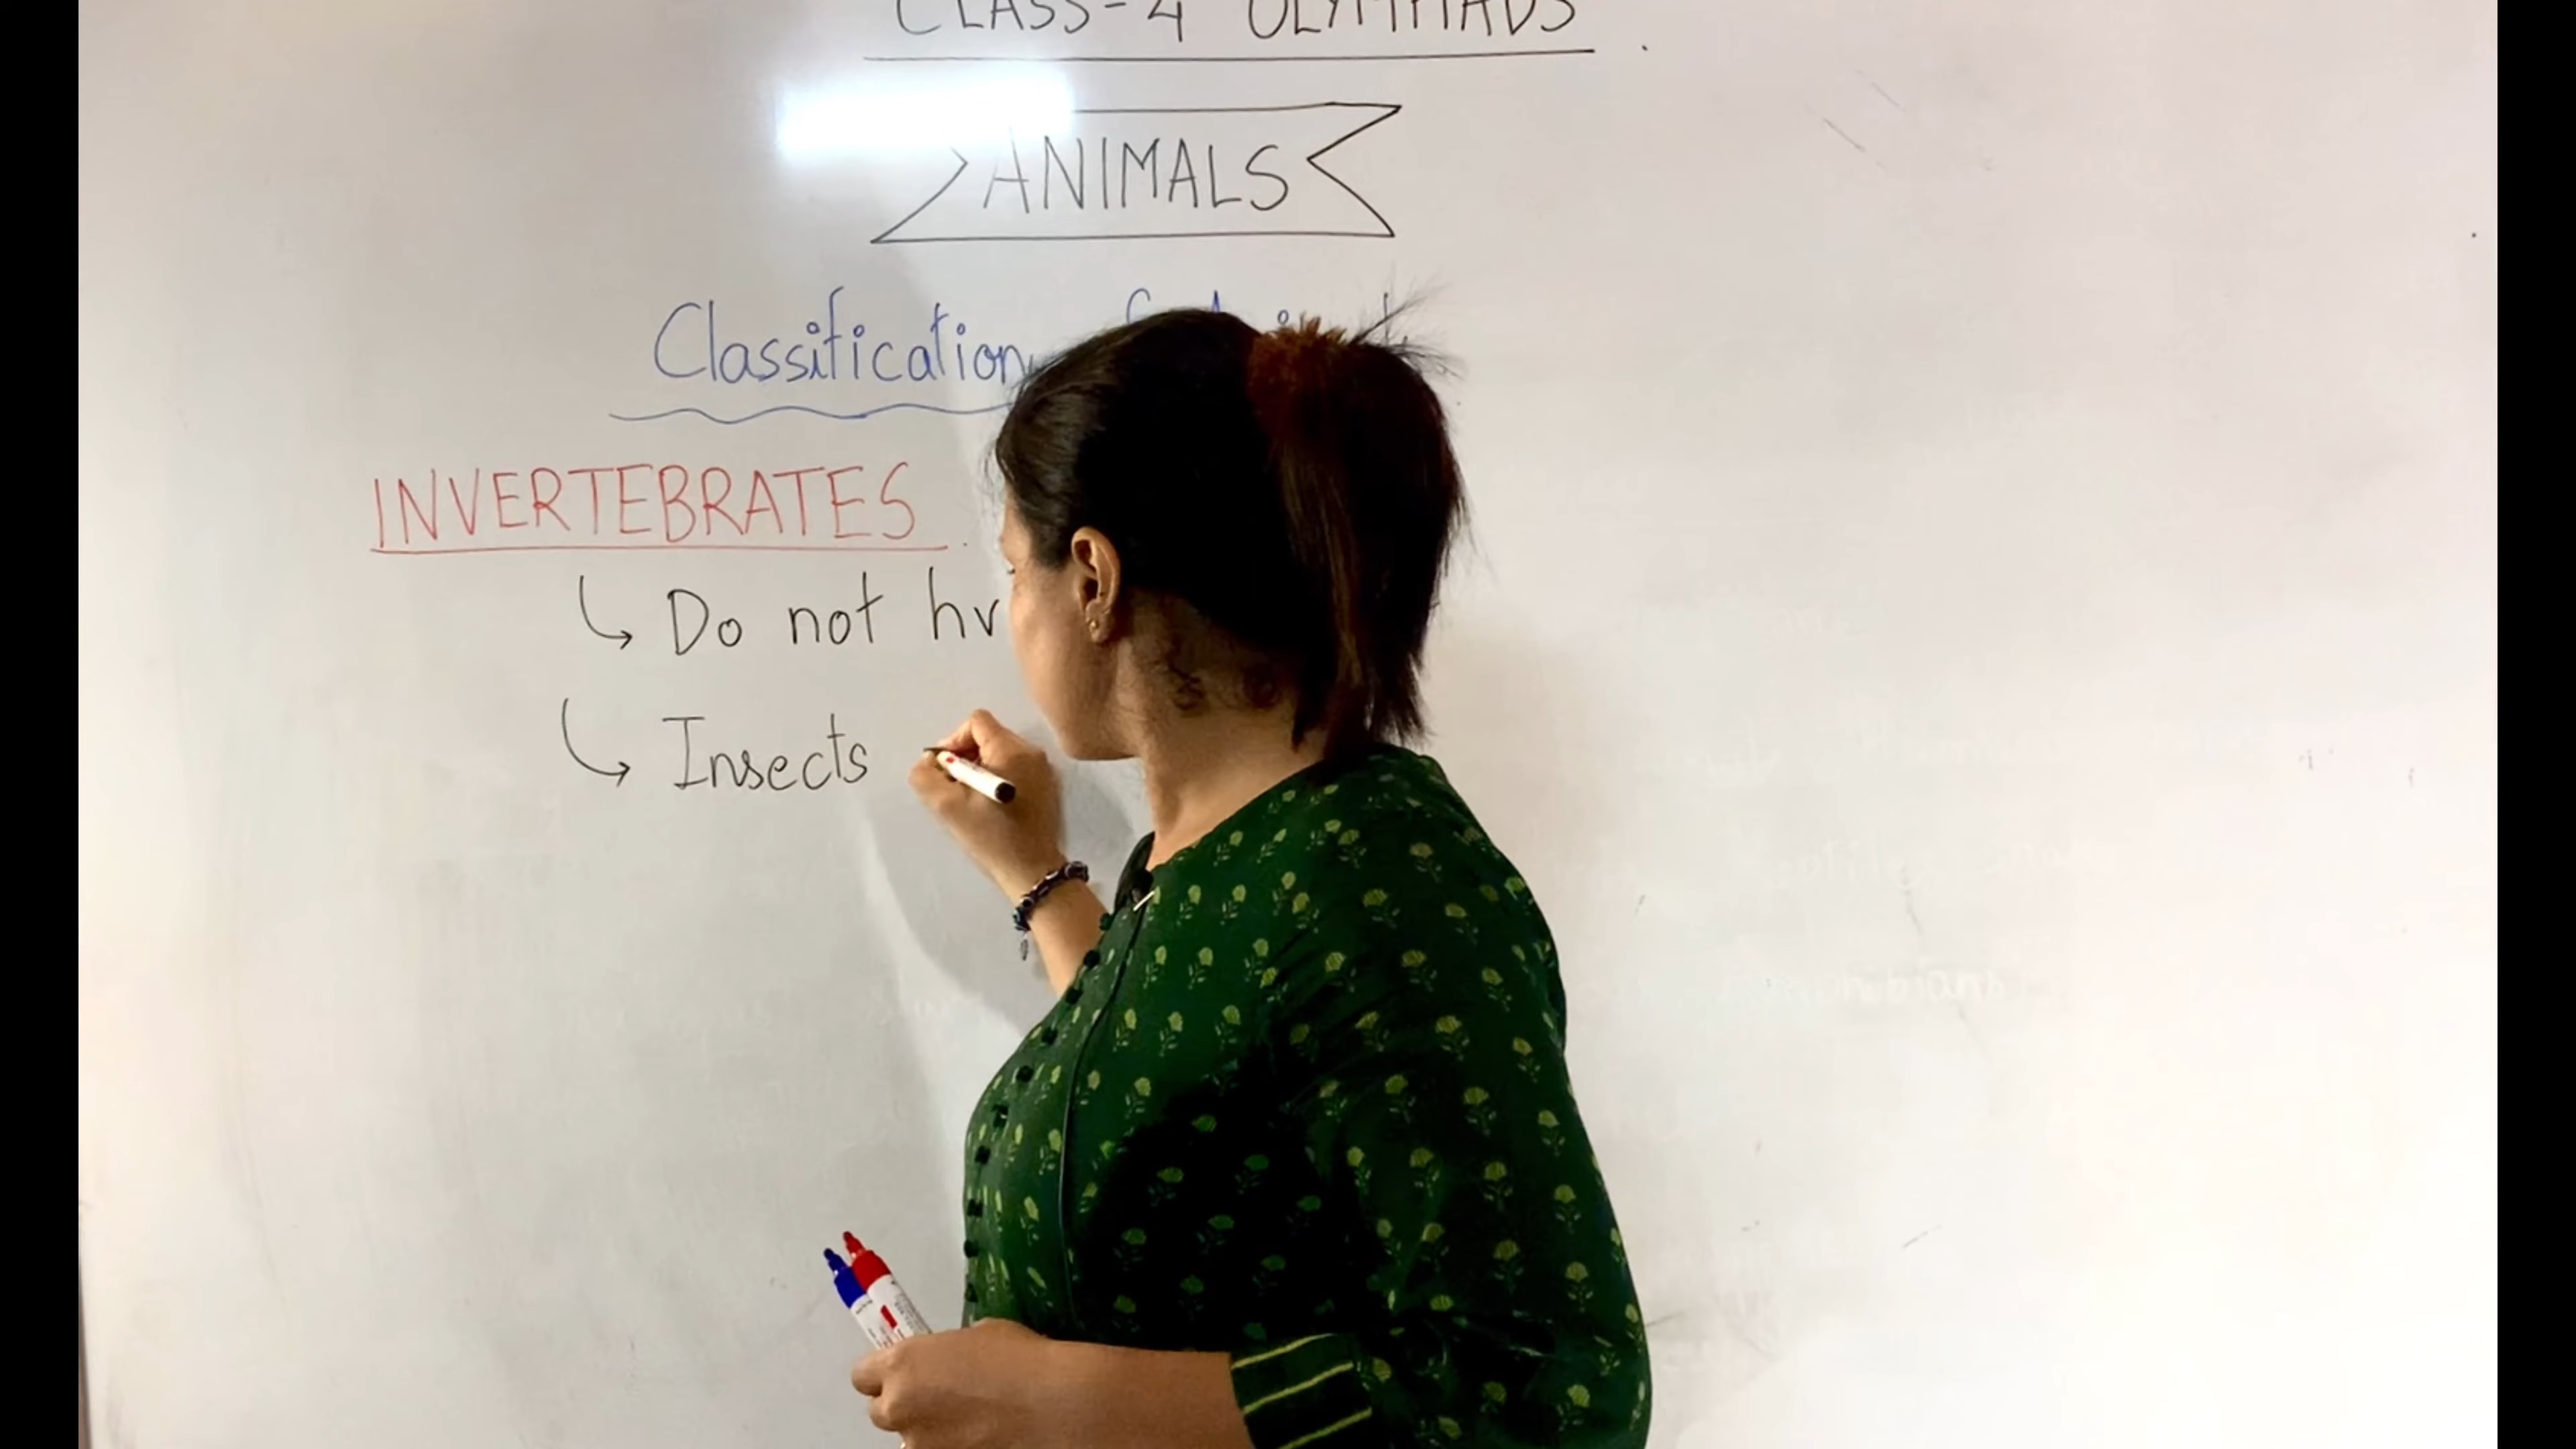 CLASS-4 OLYMPIADS
ANIMALS
Classification
INVERTEBRATES
Do not hv
Insects